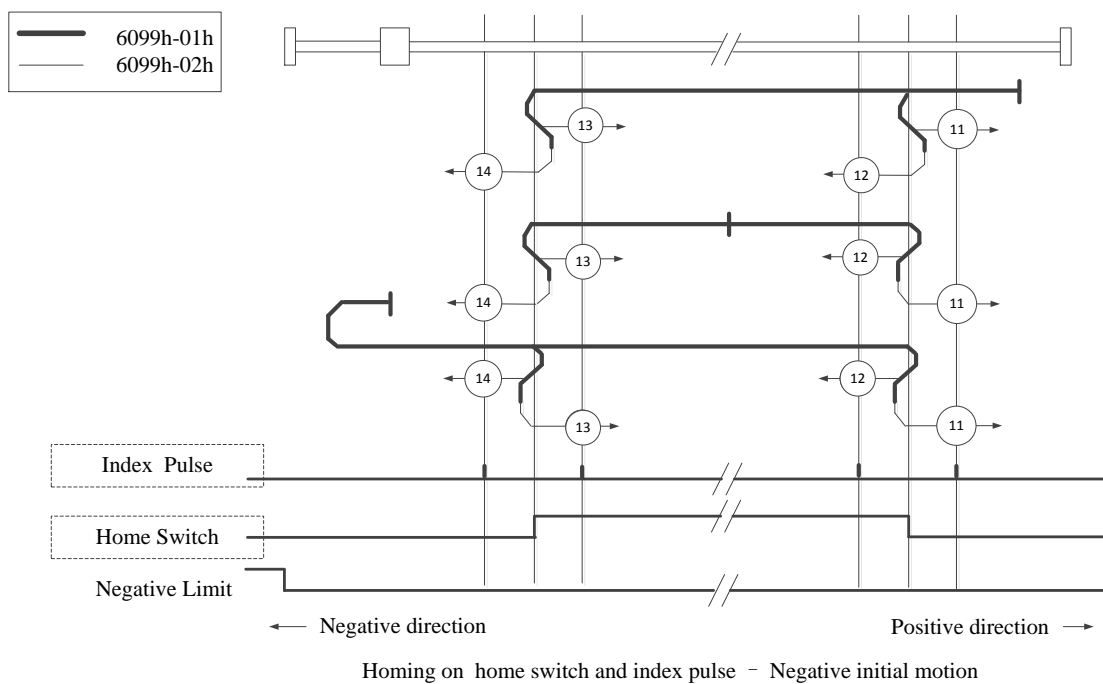 6099h-01h
6099h-02h
13
11
14
12
13
12
14
11
14
12
13
11
Index Pulse
Home Switch
Negative Limit
Negative direction
Positive direction
Homing on home switch and index pulse - Negative initial motion